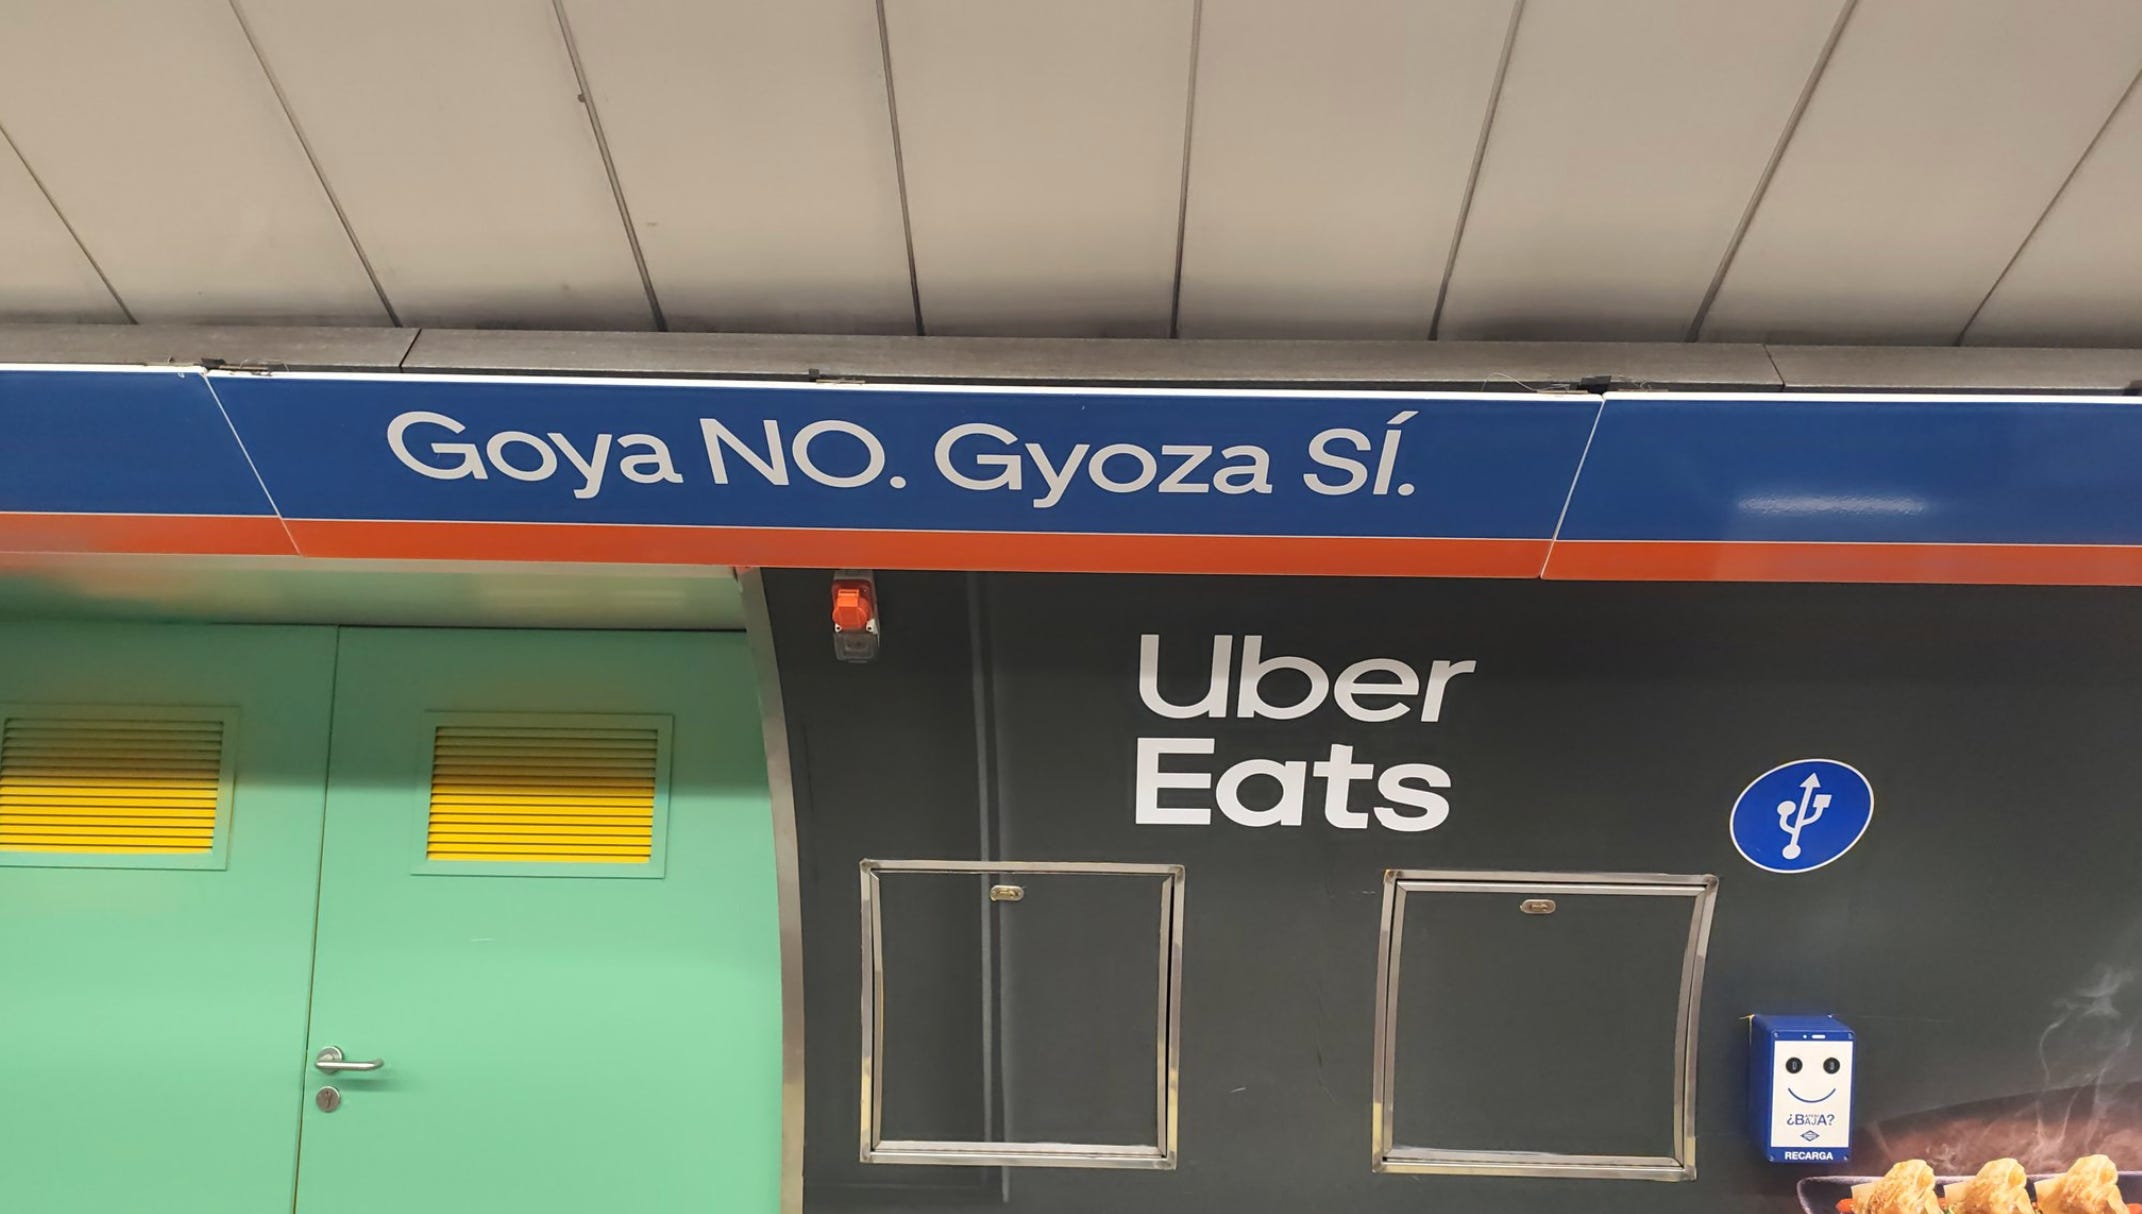 Goya NO. Gyoza SÍ.
Uber
Eats
¿BAJA?
RECARGA